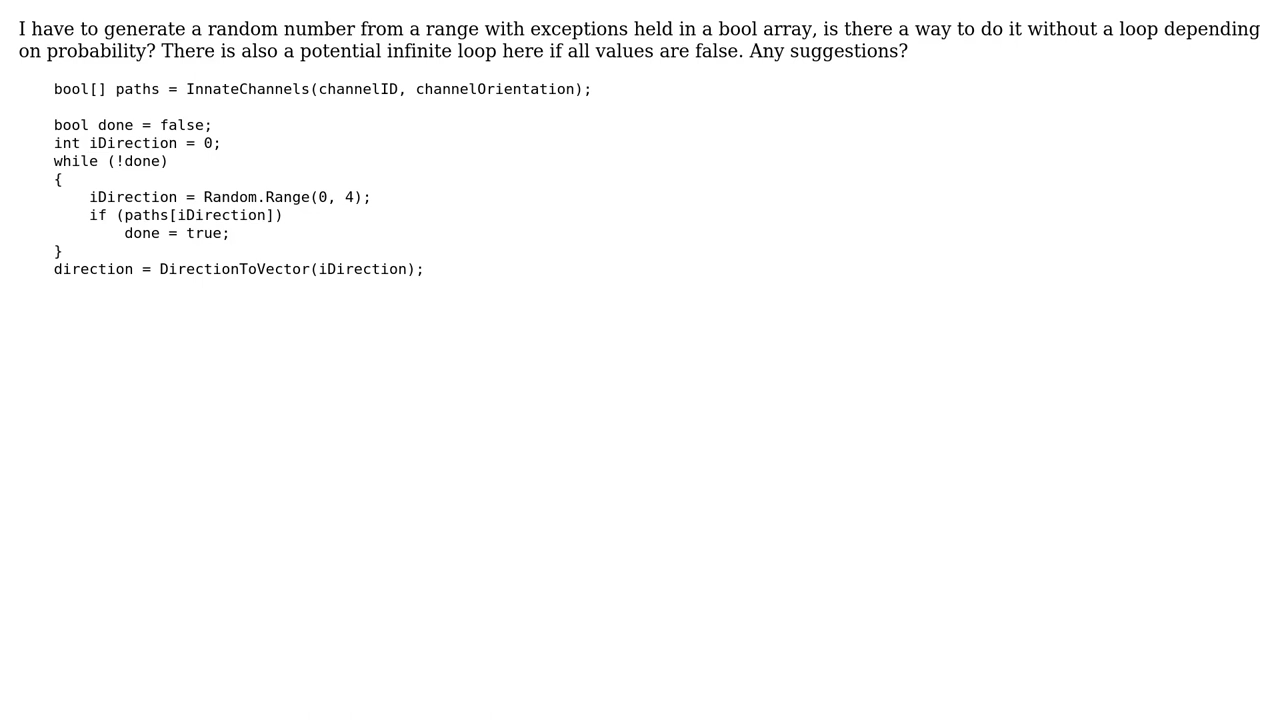 I have to generate a random number from a range with exceptions held in a bool array, is there a way to do it without a loop depending
on probability? There is also a potential infinite loop here if all values are false. Any suggestions?
bool[] paths = InnateChannels(channelID, channelOrientation);
bool done = false;
int iDirection = 0;
while (!done)
{
    iDirection = Random.Range(0, 4);
    if (paths[iDirection])
        done = true;
}
direction = DirectionToVector(iDirection);